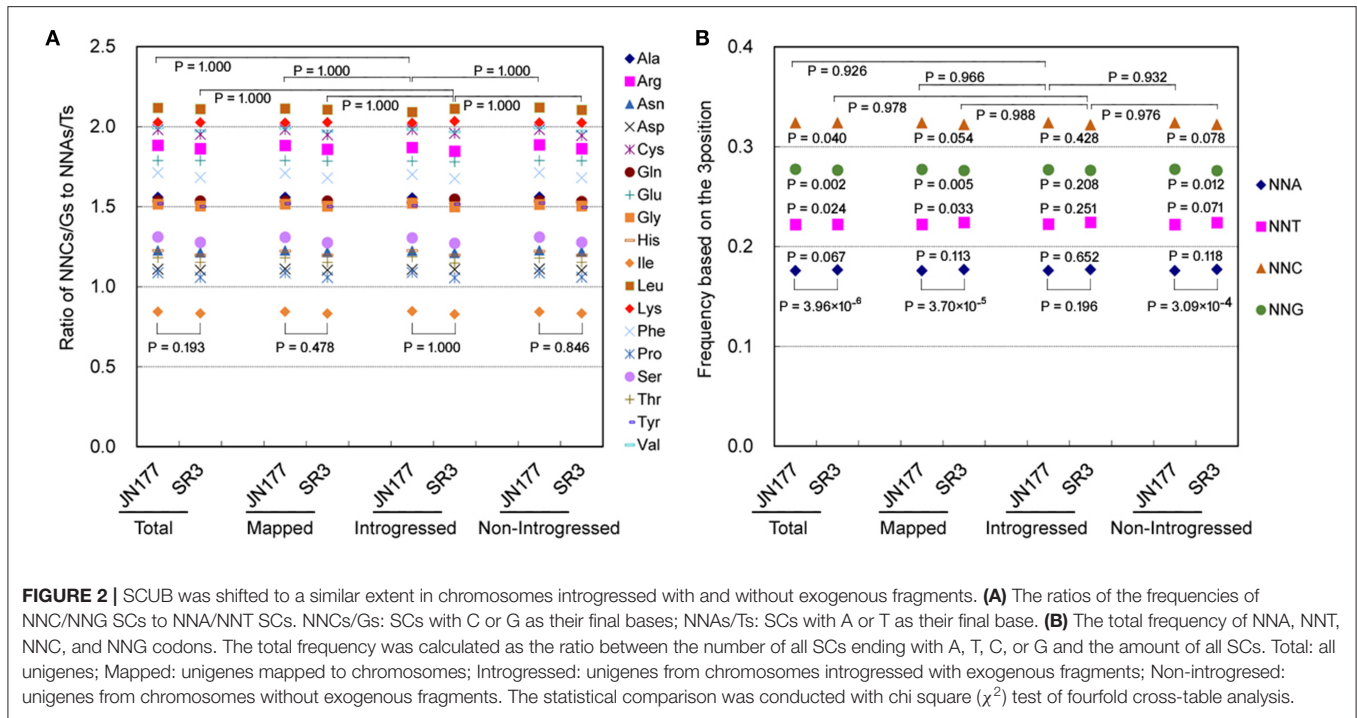 A
B
2.5
2.0
1.5
1.0
0.5
0.0
Ratio of NNCs/Gs to NNAs/Ts
P = 1.000
P = 1.000
P = 1.000
P = 1.000
P = 1.000
P = 1.000
P = 0.193
P = 0.478
P = 1.000
P = 0.846
JN177
SR3
JN177
SR3
JN177
SR3
JN177
SR3
Total
Mapped
Introgressed
Non-Introgressed
Ala
Arg
Asn
Asp
Cys
Gln
Glu
Gly
His
Ile
Leu
Lys
Phe
Pro
Ser
Thr
Tyr
Val
0.4
0.3
0.2
0.1
0.0
Frequency based on the 3position
P = 0.926
P = 0.966
P = 0.932
P = 0.978
P = 0.988
P = 0.976
P = 0.040
P = 0.054
P = 0.428
P = 0.078
P = 0.002
P = 0.005
P = 0.208
P = 0.012
P = 0.024
P = 0.033
P = 0.251
P = 0.071
P = 0.067
P = 0.113
P = 0.652
P = 0.118
P = 3.96×10⁻⁶
P = 3.70×10⁻⁵
P = 0.196
P = 3.09×10⁻⁴
JN177
SR3
JN177
SR3
JN177
SR3
JN177
SR3
Total
Mapped
Introgressed
Non-Introgressed
NNA
NNT
NNC
NNG
FIGURE 2 | SCUB was shifted to a similar extent in chromosomes introgressed with and without exogenous fragments. (A) The ratios of the frequencies of
NNC/NNG SCs to NNA/NNT SCs. NNCs/Gs: SCs with C or G as their final bases; NNAs/Ts: SCs with A or T as their final base. (B) The total frequency of NNA, NNT,
NNC, and NNG codons. The total frequency was calculated as the ratio between the number of all SCs ending with A, T, C, or G and the amount of all SCs. Total: all
unigenes; Mapped: unigenes mapped to chromosomes; Introgressed: unigenes from chromosomes introgressed with exogenous fragments; Non-introgresed:
unigenes from chromosomes without exogenous fragments. The statistical comparison was conducted with chi square (χ²) test of fourfold cross-table analysis.